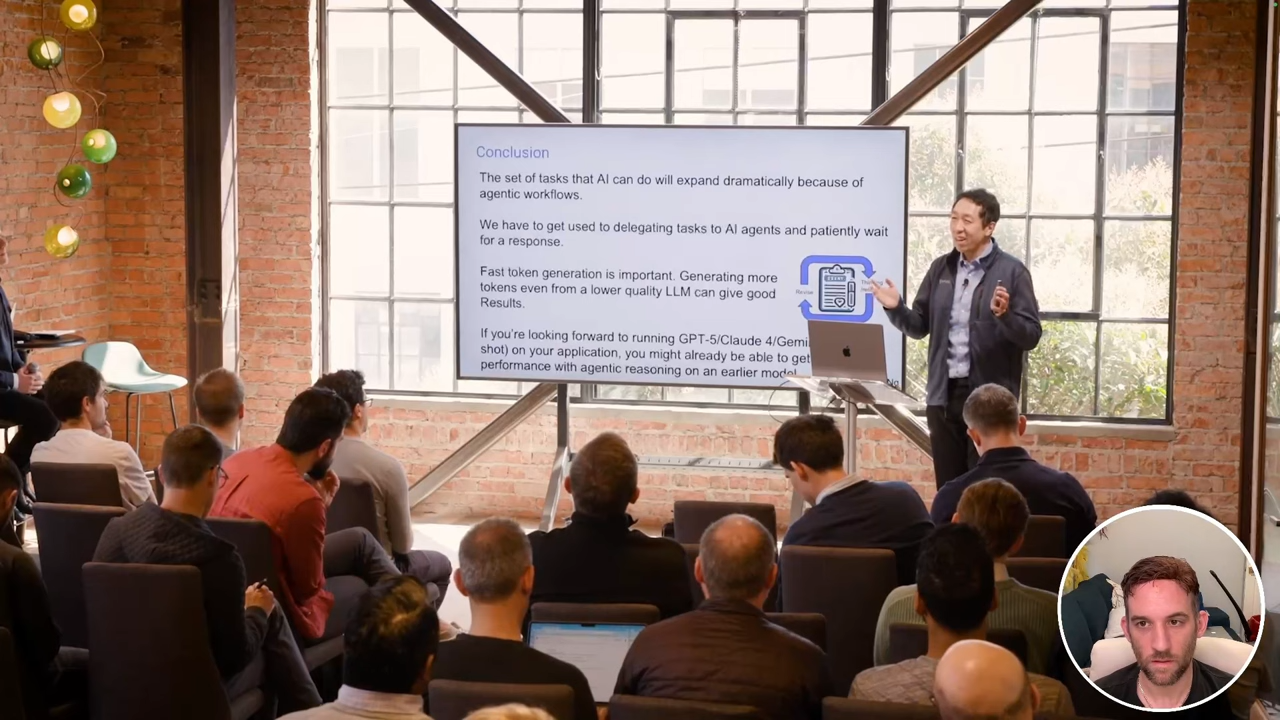 Conclusion
The set of tasks that AI can do will expand dramatically because of
agentic workflows.
We have to get used to delegating tasks to AI agents and patiently wait
for a response.
Fast token generation is important. Generating more
tokens even from a lower quality LLM can give good
Results.
If you're looking forward to running GPT-5/Claude 4/Gemi
shot) on your application, you might already be able to get
performance with agentic reasoning on an earlier model